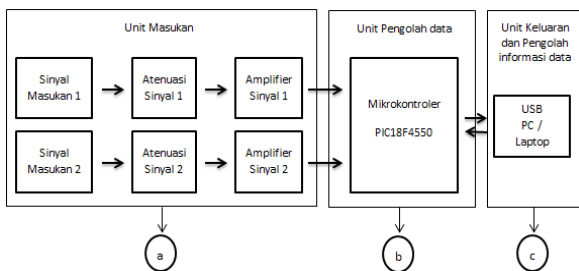 Unit Masukan
Sinyal
Masukan 1
Atenuasi
Sinyal 1
Amplifier
Sinyal 1
Sinyal
Masukan 2
Atenuasi
Sinyal 2
Amplifier
Sinyal 2
a
Unit Pengolah data
Mikrokontroler
PIC18F4550
b
Unit Keluaran
dan Pengolah
informasi data
USB
PC /
Laptop
c